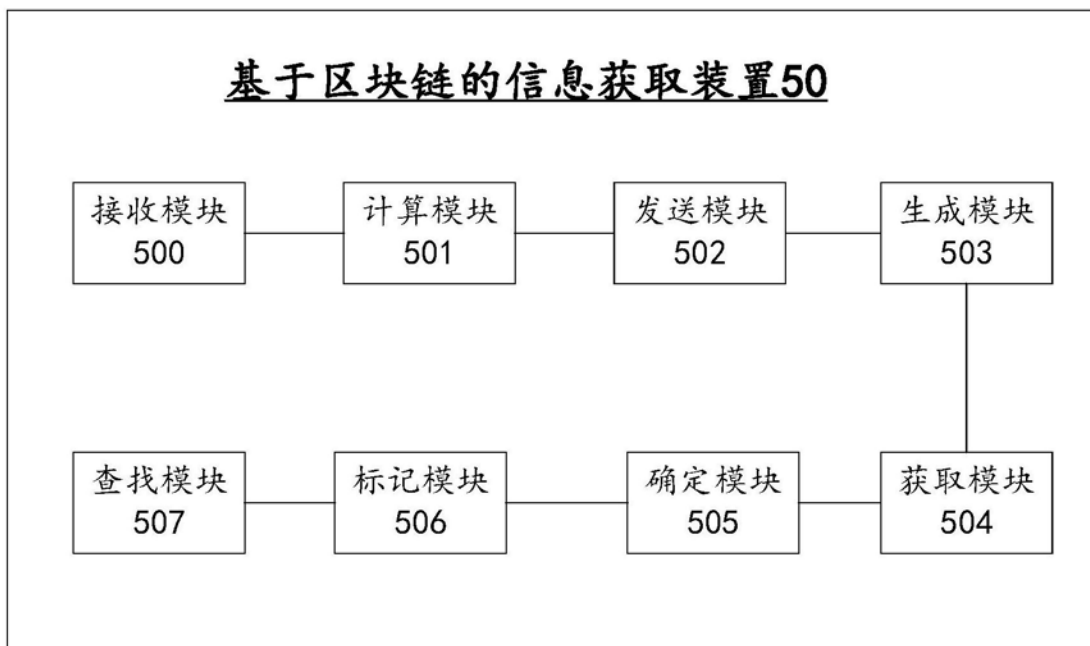 基于区块链的信息获取装置50
接收模块
500
计算模块
501
发送模块
502
生成模块
503
查找模块
507
标记模块
506
确定模块
505
获取模块
504